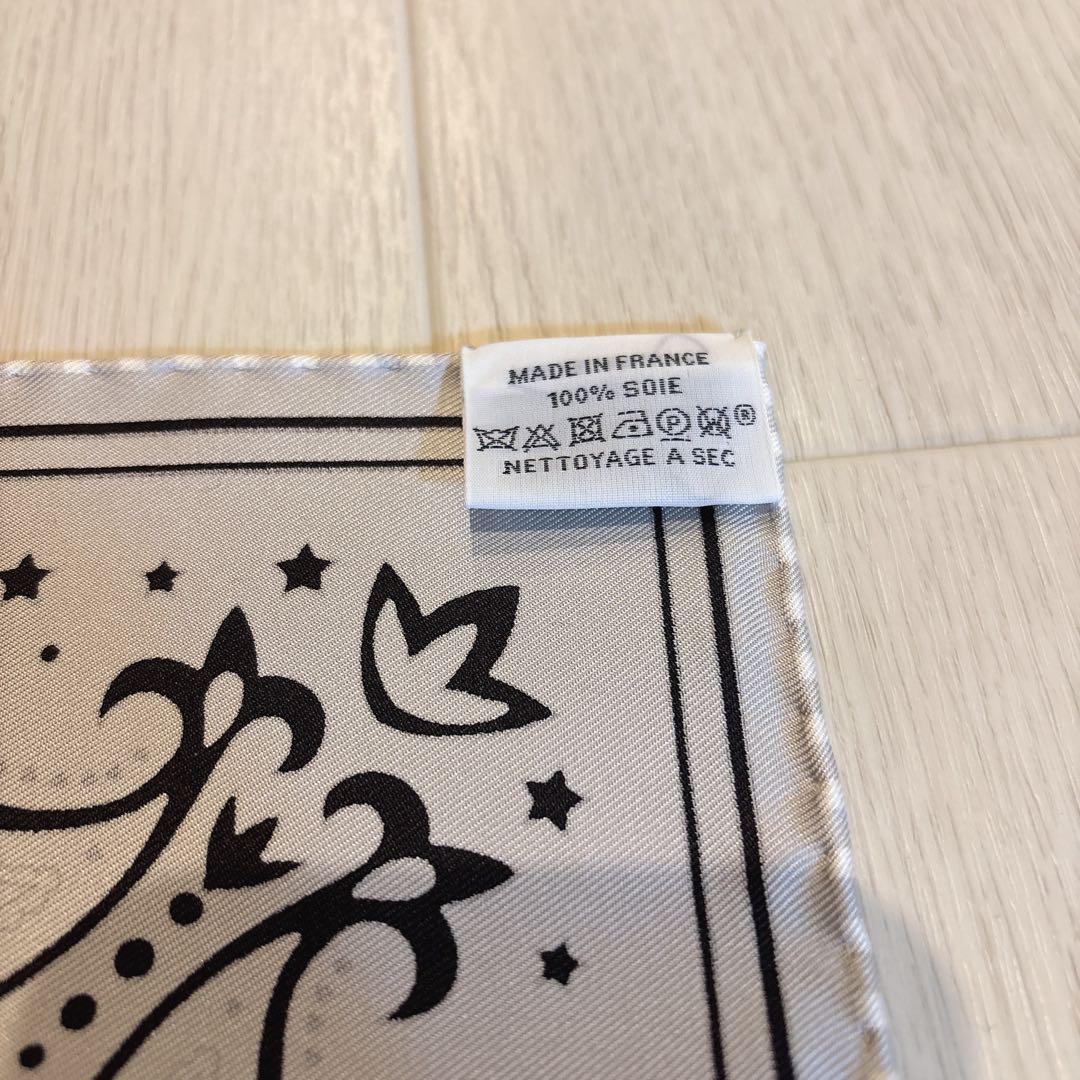 MADE IN FRANCE
100% SOIE
P ®
NETTOYAGE A SEC